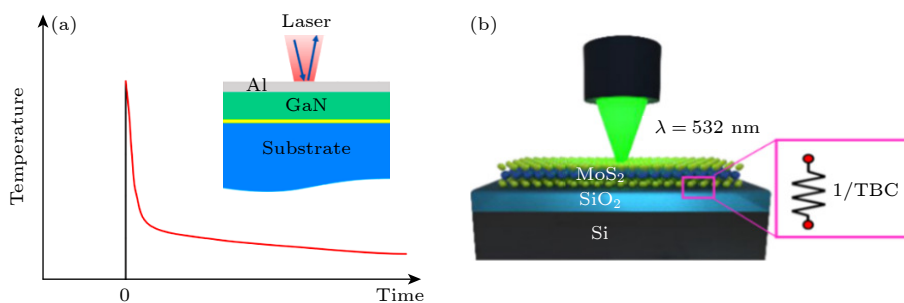 (a)
Laser
Al
GaN
Substrate
Temperature
0
Time
(b)
λ = 532 nm
MoS₂
SiO₂
Si
1/TBC